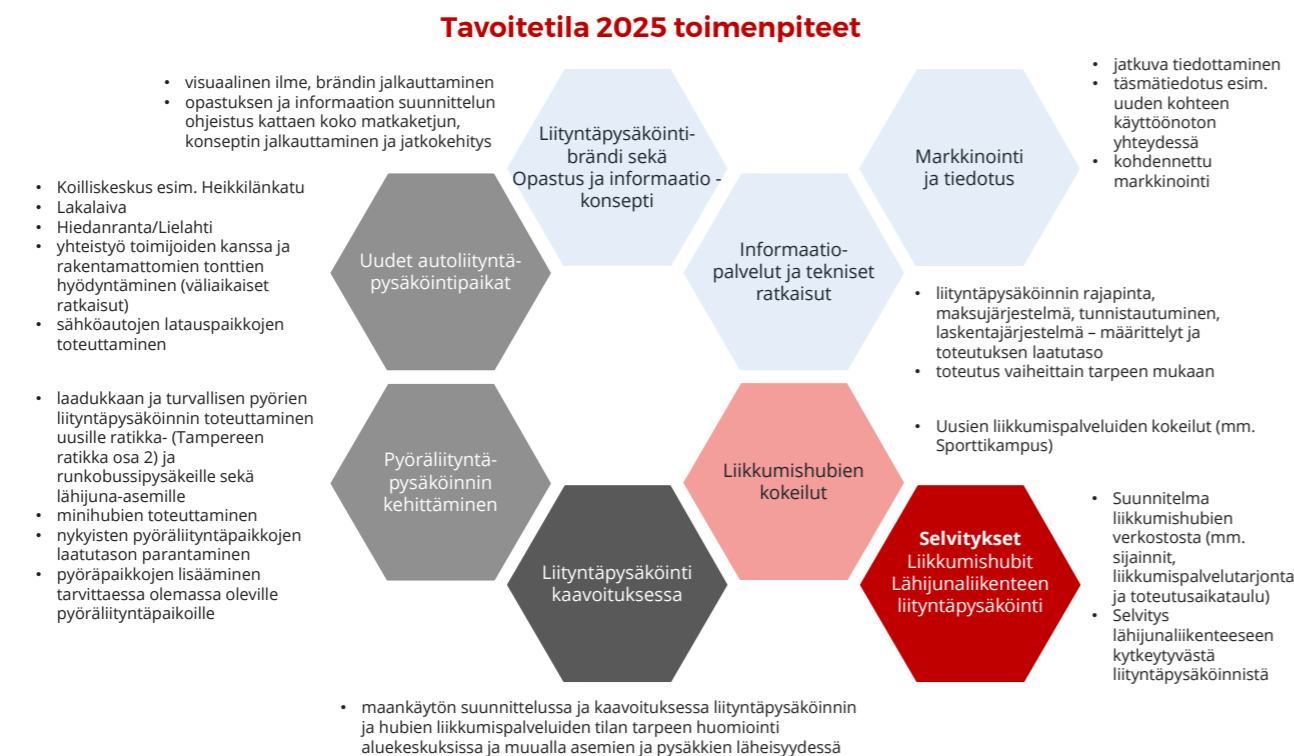 Tavoitetila 2025 toimenpiteet
• visuaalinen ilme, brändin jalkauttaminen
• opastuksen ja informaation suunnittelun
ohjeistus kattaen koko matkaketjun,
konseptin jalkauttaminen ja jatkokehitys
Liityntäpysäköinti-
brändi sekä
Opastus ja informaatio -
konsepti
Markkinointi
ja tiedotus
• jatkuva tiedottaminen
• täsmätiedotus esim.
uuden kohteen
käyttöönoton
yhteydessä
• kohdennettu
markkinointi
• Koilliskeskus esim. Heikkilänkatu
• Lakalaiva
• Hiedanranta/Lielahti
• yhteistyö toimijoiden kanssa ja
rakentamattomien tonttien
hyödyntäminen (väliaikaiset
ratkaisut)
• sähköautojen latauspaikkojen
toteuttaminen
Uudet autoliityntä-
pysäköintipaikat
Informaatio-
palvelut ja tekniset
ratkaisut
• liityntäpysäköinnin rajapinta,
maksujärjestelmä, tunnistautuminen,
laskentajärjestelmä – määrittelyt ja
toteutuksen laatutaso
• toteutus vaiheittain tarpeen mukaan
• laadukkaan ja turvallisen pyörien
liityntäpysäköinnin toteuttaminen
uusille ratikka- (Tampereen
ratikka osa 2) ja
runkobussipysäkeille sekä
lähijuna-asemille
• minihubien toteuttaminen
• nykyisten pyöräliityntäpaikkojen
laatutason parantaminen
• pyöräpaikkojen lisääminen
tarvittaessa olemassa oleville
pyöräliityntäpaikoille
Pyöräliityntä-
pysäköinnin
kehittäminen
Liikkumishubien
kokeilut
• Uusien liikkumispalveluiden kokeilut (mm.
Sporttikampus)
Liityntäpysäköinti
kaavoituksessa
Selvitykset
Liikkumishubit
Lähijunaliikenteen
liityntäpysäköinti
• Suunnitelma
liikkumishubien
verkostosta (mm.
sijainnit,
liikkumispalvelutarjonta
ja toteutusaikataulu)
• Selvitys
lähijunaliikenteeseen
kytkeytyvästä
liityntäpysäköinnistä
• maankäytön suunnittelussa ja kaavoituksessa liityntäpysäköinnin
ja hubien liikkumispalveluiden tilan tarpeen huomiointi
aluekeskuksissa ja muualla asemien ja pysäkkien läheisyydessä